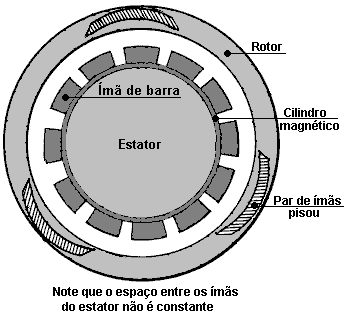 Rotor
Ímã de barra
Cilindro
magnético
Estator
Par de ímãs
pisou
Note que o espaço entre os ímãs
do estator não é constante